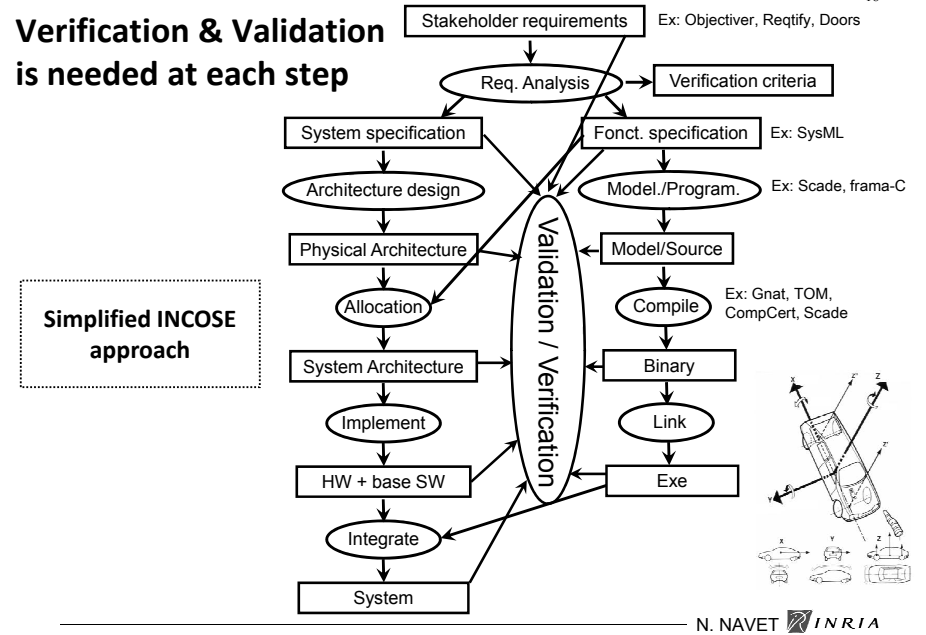 Verification & Validation
is needed at each step
Stakeholder requirements
Ex: Objectiver, Reqtify, Doors
Req. Analysis
Verification criteria
System specification
Fonct. specification
Ex: SysML
Architecture design
Model./Program.
Ex: Scade, frama-C
Physical Architecture
Model/Source
Validation / Verification
Allocation
Compile
Ex: Gnat, TOM,
CompCert, Scade
Simplified INCOSE
approach
System Architecture
Binary
Implement
Link
HW + base SW
Exe
Integrate
System
X
Z"
Z
Z'
Y
X
Y
Z
N. NAVET INRIA